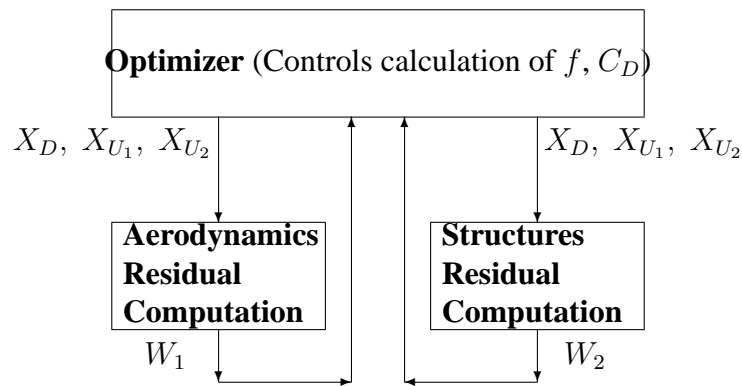 Optimizer (Controls calculation of f, C_D)
X_D, X_{U_1}, X_{U_2}
X_D, X_{U_1}, X_{U_2}
Aerodynamics
Residual
Computation
Structures
Residual
Computation
W_1
W_2